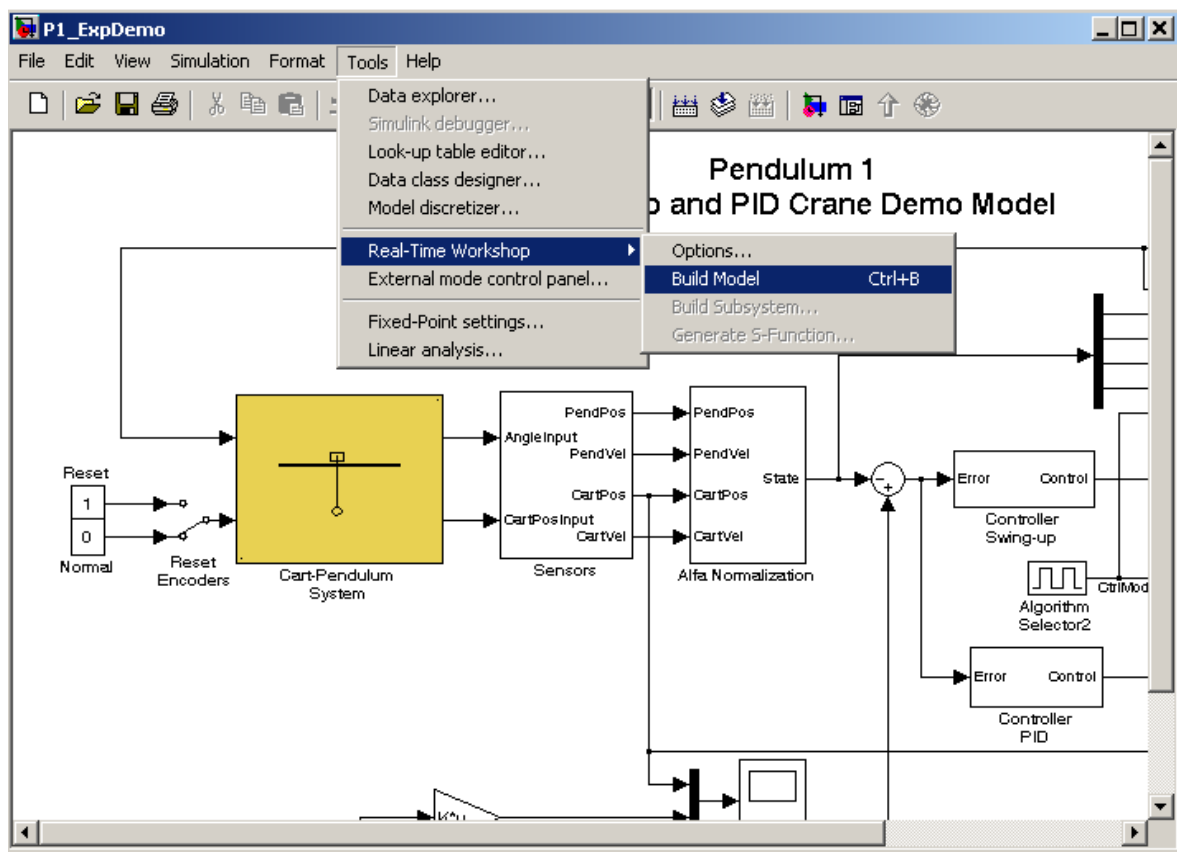 P1_ExpDemo
File Edit View Simulation Format Tools Help
Data explorer...
Simulink debugger...
Look-up table editor...
Data class designer...
Model discretizer...
Real-Time Workshop
External mode control panel...
Fixed-Point settings...
Linear analysis...
Options...
Build Model Ctrl+B
Build Subsystem...
Generate S-Function...
Pendulum 1
and PID Crane Demo Model
Reset
1
0
Normal
Reset
Encoders
Cart-Pendulum
System
PendPos
AngleInput
PendVel
CartPos
CartPosInput
CartVel
Sensors
PendPos
PendVel
State
CartPos
CartVel
Alfa Normalization
-
+
Error Control
Controller
Swing-up
CtrlMod
Algorithm
Selector2
Error Control
Controller
PID
K*u